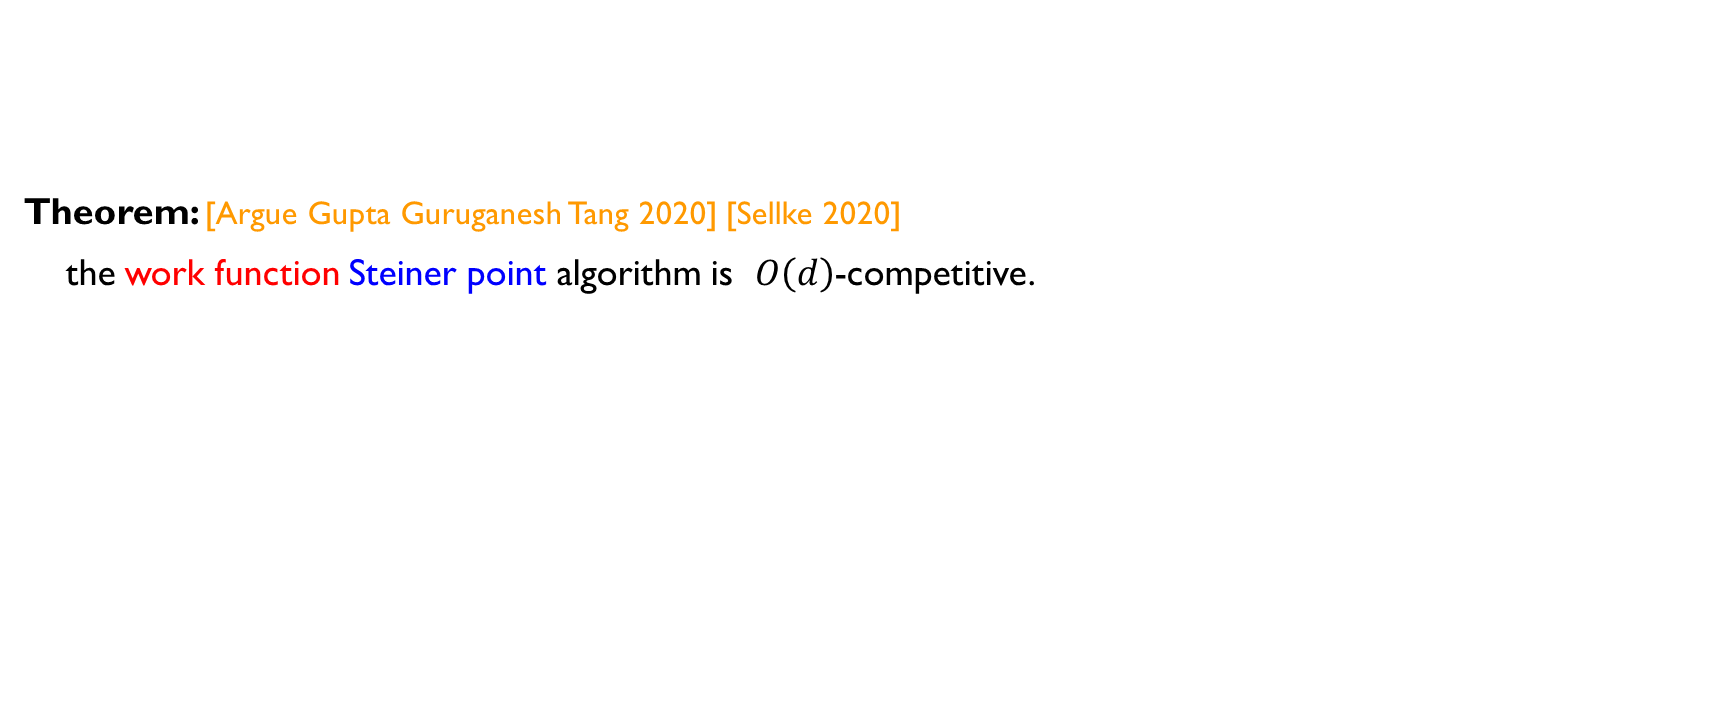 Theorem: [Argue Gupta Guruganesh Tang 2020] [Sellke 2020]
the work function Steiner point algorithm is O(d)-competitive.